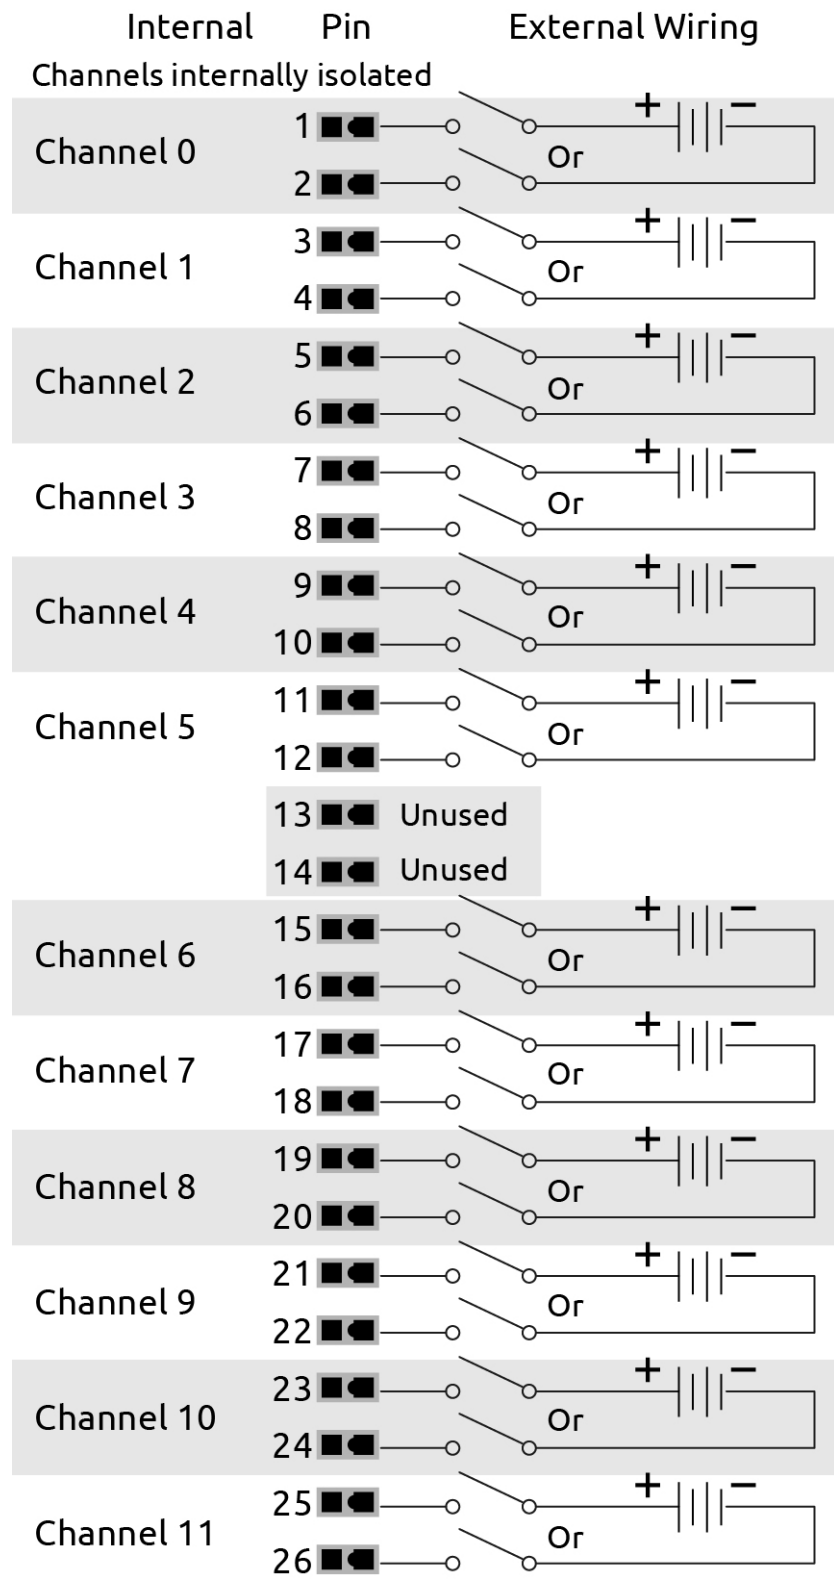 Internal Pin External Wiring
Channels internally isolated
1 + −
Channel 0 Or
2
3 + −
Channel 1 Or
4
5 + −
Channel 2 Or
6
7 + −
Channel 3 Or
8
9 + −
Channel 4 Or
10
11 + −
Channel 5 Or
12
13 Unused
14 Unused
15 + −
Channel 6 Or
16
17 + −
Channel 7 Or
18
19 + −
Channel 8 Or
20
21 + −
Channel 9 Or
22
23 + −
Channel 10 Or
24
25 + −
Channel 11 Or
26